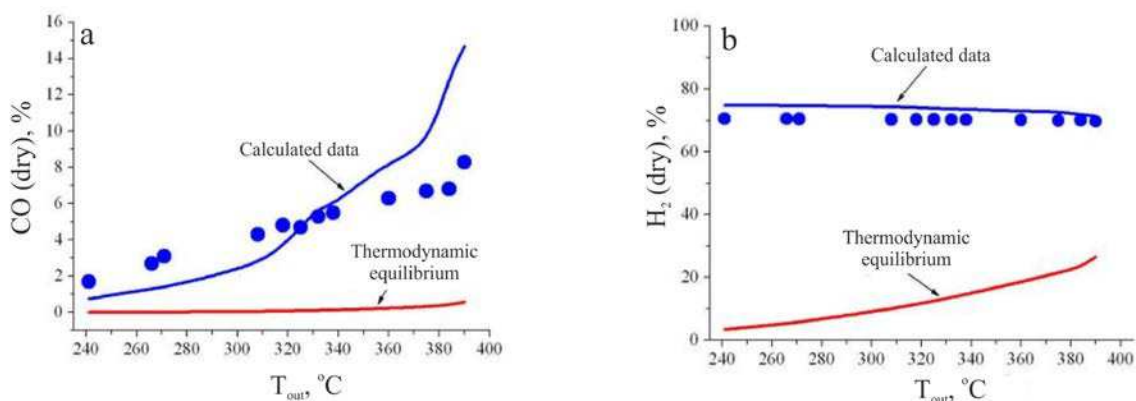 a
CO (dry), %
16
14
12
10
8
6
4
2
0
Calculated data
Thermodynamic
equilibrium
240 260 280 300 320 340 360 380 400
Tout, °C
b
H2 (dry), %
100
80
60
40
20
0
Calculated data
Thermodynamic
equilibrium
240 260 280 300 320 340 360 380 400
Tout, °C